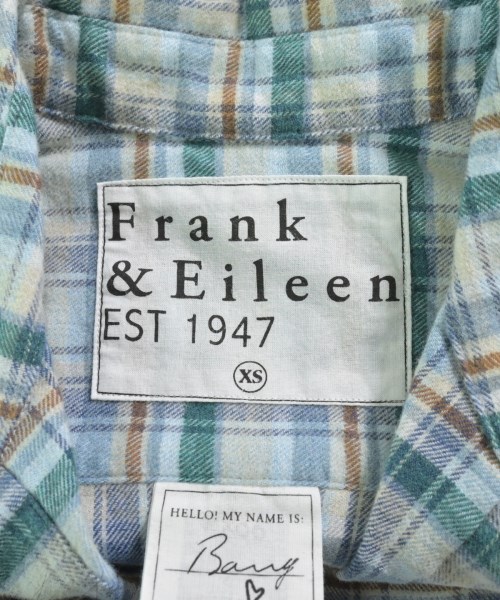 Frank
& Eileen
EST 1947
XS
HELLO! MY NAME IS:
Barry